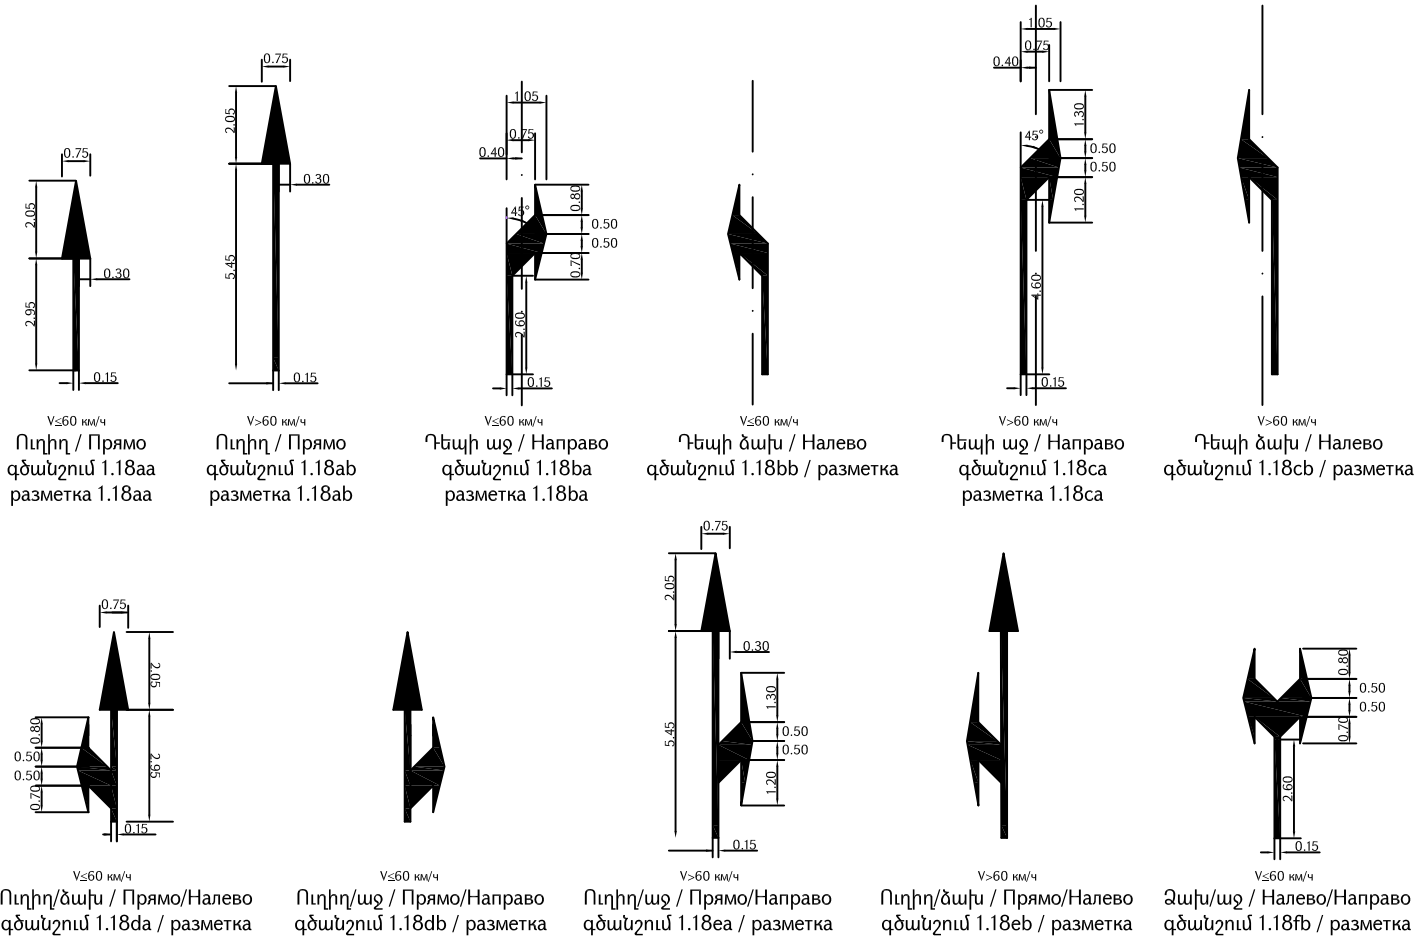 0.75
2.05
0.30
2.95
0.15
V≤60 км/ч
Ուղիղ / Прямо
գծանշում 1.18aa
разметка 1.18aa
0.75
2.05
0.30
5.45
0.15
V>60 км/ч
Ուղիղ / Прямо
գծանշում 1.18ab
разметка 1.18ab
1.05
0.75
0.40
45°
0.80
0.50
0.50
0.70
2.60
0.15
V≤60 км/ч
Դեպի աջ / Направо
գծանշում 1.18ba
разметка 1.18ba
V≤60 км/ч
Դեպի ձախ / Налево
գծանշում 1.18bb / разметка
1.05
0.75
0.40
45°
1.30
0.50
0.50
1.20
4.60
0.15
V>60 км/ч
Դեպի աջ / Направо
գծանշում 1.18ca
разметка 1.18ca
V>60 км/ч
Դեպի ձախ / Налево
գծանշում 1.18cb / разметка
0.75
2.05
0.80
0.50
0.50
0.70
2.95
0.15
V≤60 км/ч
Ուղիղ/ձախ / Прямо/Налево
գծանշում 1.18da / разметка
V≤60 км/ч
Ուղիղ/աջ / Прямо/Направо
գծանշում 1.18db / разметка
0.75
2.05
0.30
5.45
1.30
0.50
0.50
1.20
0.15
V>60 км/ч
Ուղիղ/աջ / Прямо/Направо
գծանշում 1.18ea / разметка
V>60 км/ч
Ուղիղ/ձախ / Прямо/Налево
գծանշում 1.18eb / разметка
0.80
0.50
0.50
0.70
2.60
0.15
V≤60 км/ч
Ձախ/աջ / Налево/Направо
գծանշում 1.18fb / разметка